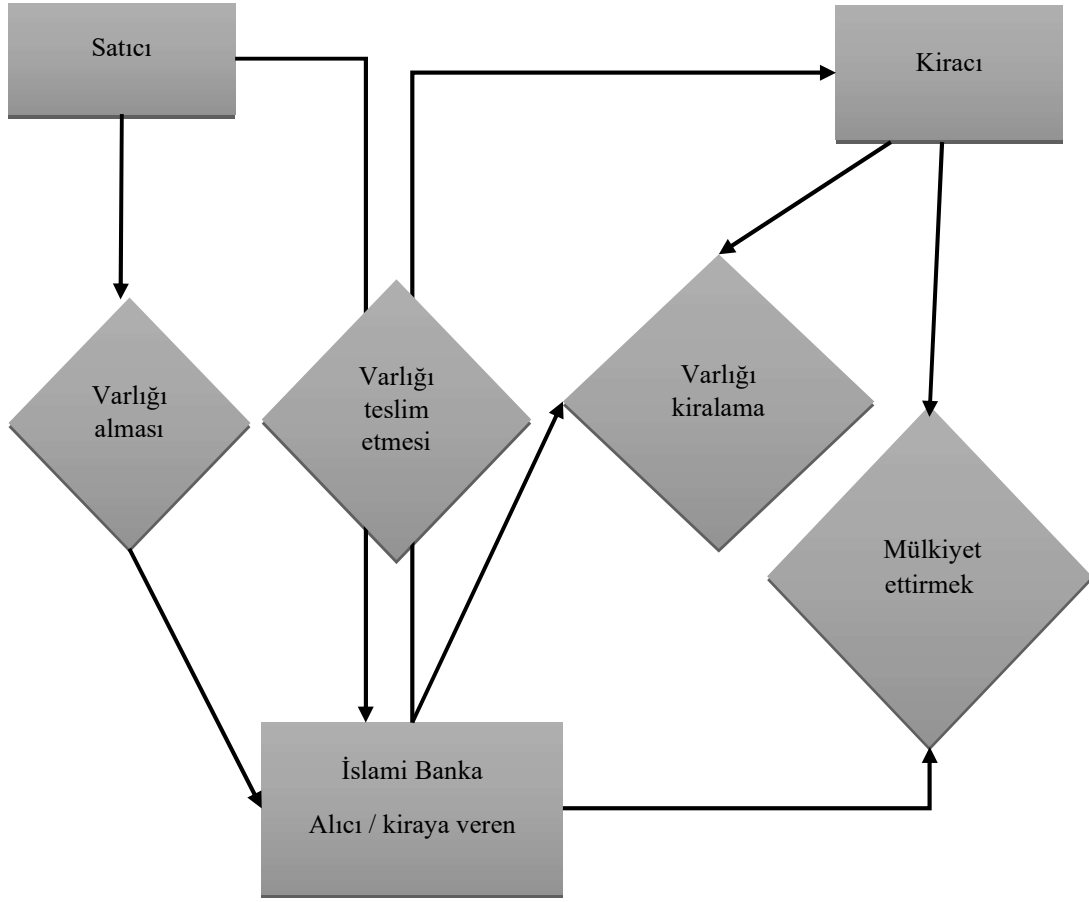 Satıcı
Kiracı
Varlığı
alması
Varlığı
teslim
etmesi
Varlığı
kiralama
Mülkiyet
ettirmek
İslami Banka
Alıcı / kiraya veren